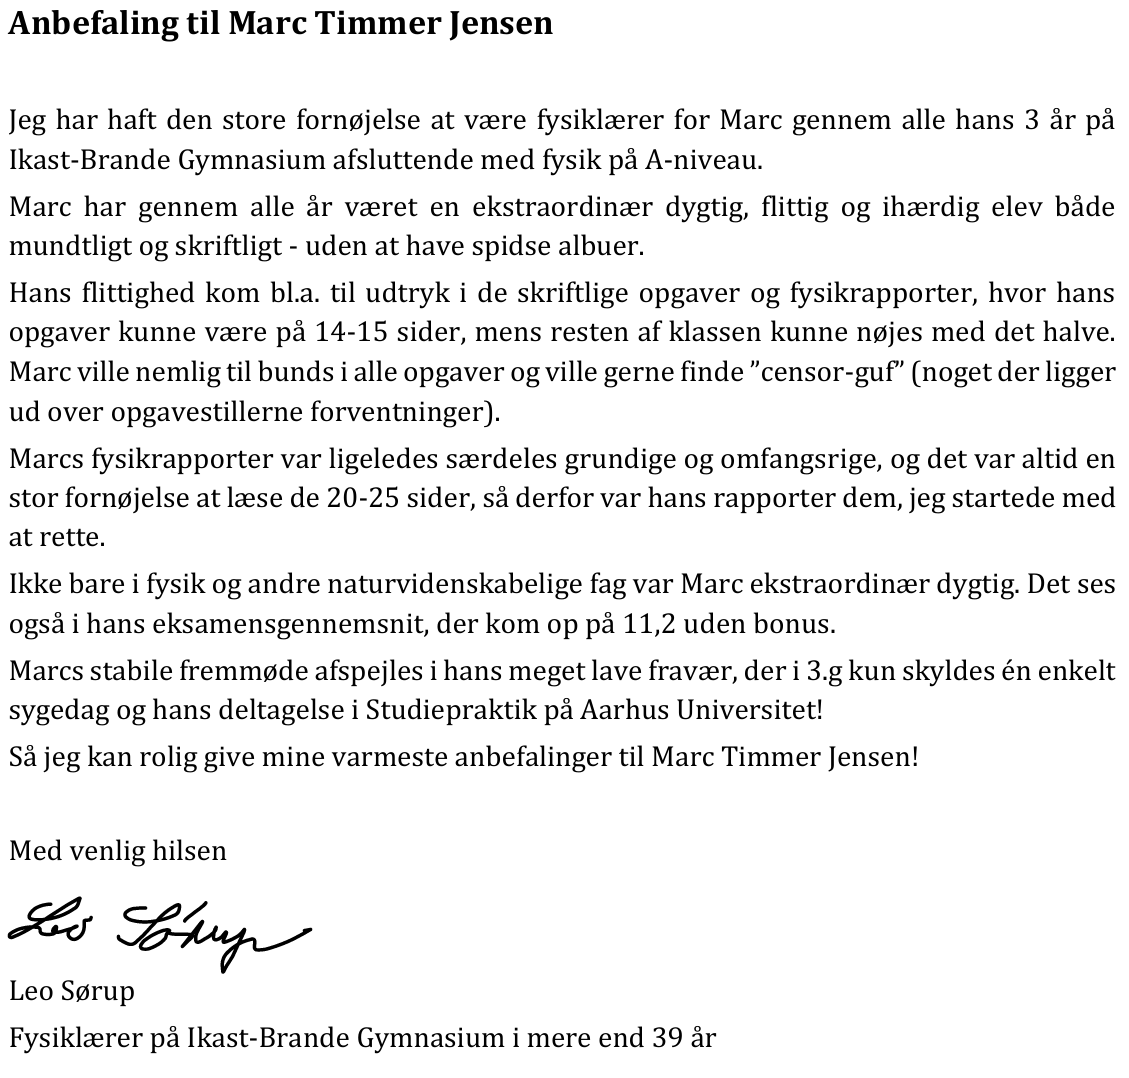 Anbefaling til Marc Timmer Jensen
Jeg har haft den store fornøjelse at være fysiklærer for Marc gennem alle hans 3 år på
Ikast-Brande Gymnasium afsluttende med fysik på A-niveau.
Marc har gennem alle år været en ekstraordinær dygtig, flittig og ihærdig elev både
mundtligt og skriftligt - uden at have spidse albuer.
Hans flittighed kom bl.a. til udtryk i de skriftlige opgaver og fysikrapporter, hvor hans
opgaver kunne være på 14-15 sider, mens resten af klassen kunne nøjes med det halve.
Marc ville nemlig til bunds i alle opgaver og ville gerne finde ”censor-guf” (noget der ligger
ud over opgavestillerne forventninger).
Marcs fysikrapporter var ligeledes særdeles grundige og omfangsrige, og det var altid en
stor fornøjelse at læse de 20-25 sider, så derfor var hans rapporter dem, jeg startede med
at rette.
Ikke bare i fysik og andre naturvidenskabelige fag var Marc ekstraordinær dygtig. Det ses
også i hans eksamensgennemsnit, der kom op på 11,2 uden bonus.
Marcs stabile fremmøde afspejles i hans meget lave fravær, der i 3.g kun skyldes én enkelt
sygedag og hans deltagelse i Studiepraktik på Aarhus Universitet!
Så jeg kan rolig give mine varmeste anbefalinger til Marc Timmer Jensen!
Med venlig hilsen
Leo Sørup
Leo Sørup
Fysiklærer på Ikast-Brande Gymnasium i mere end 39 år